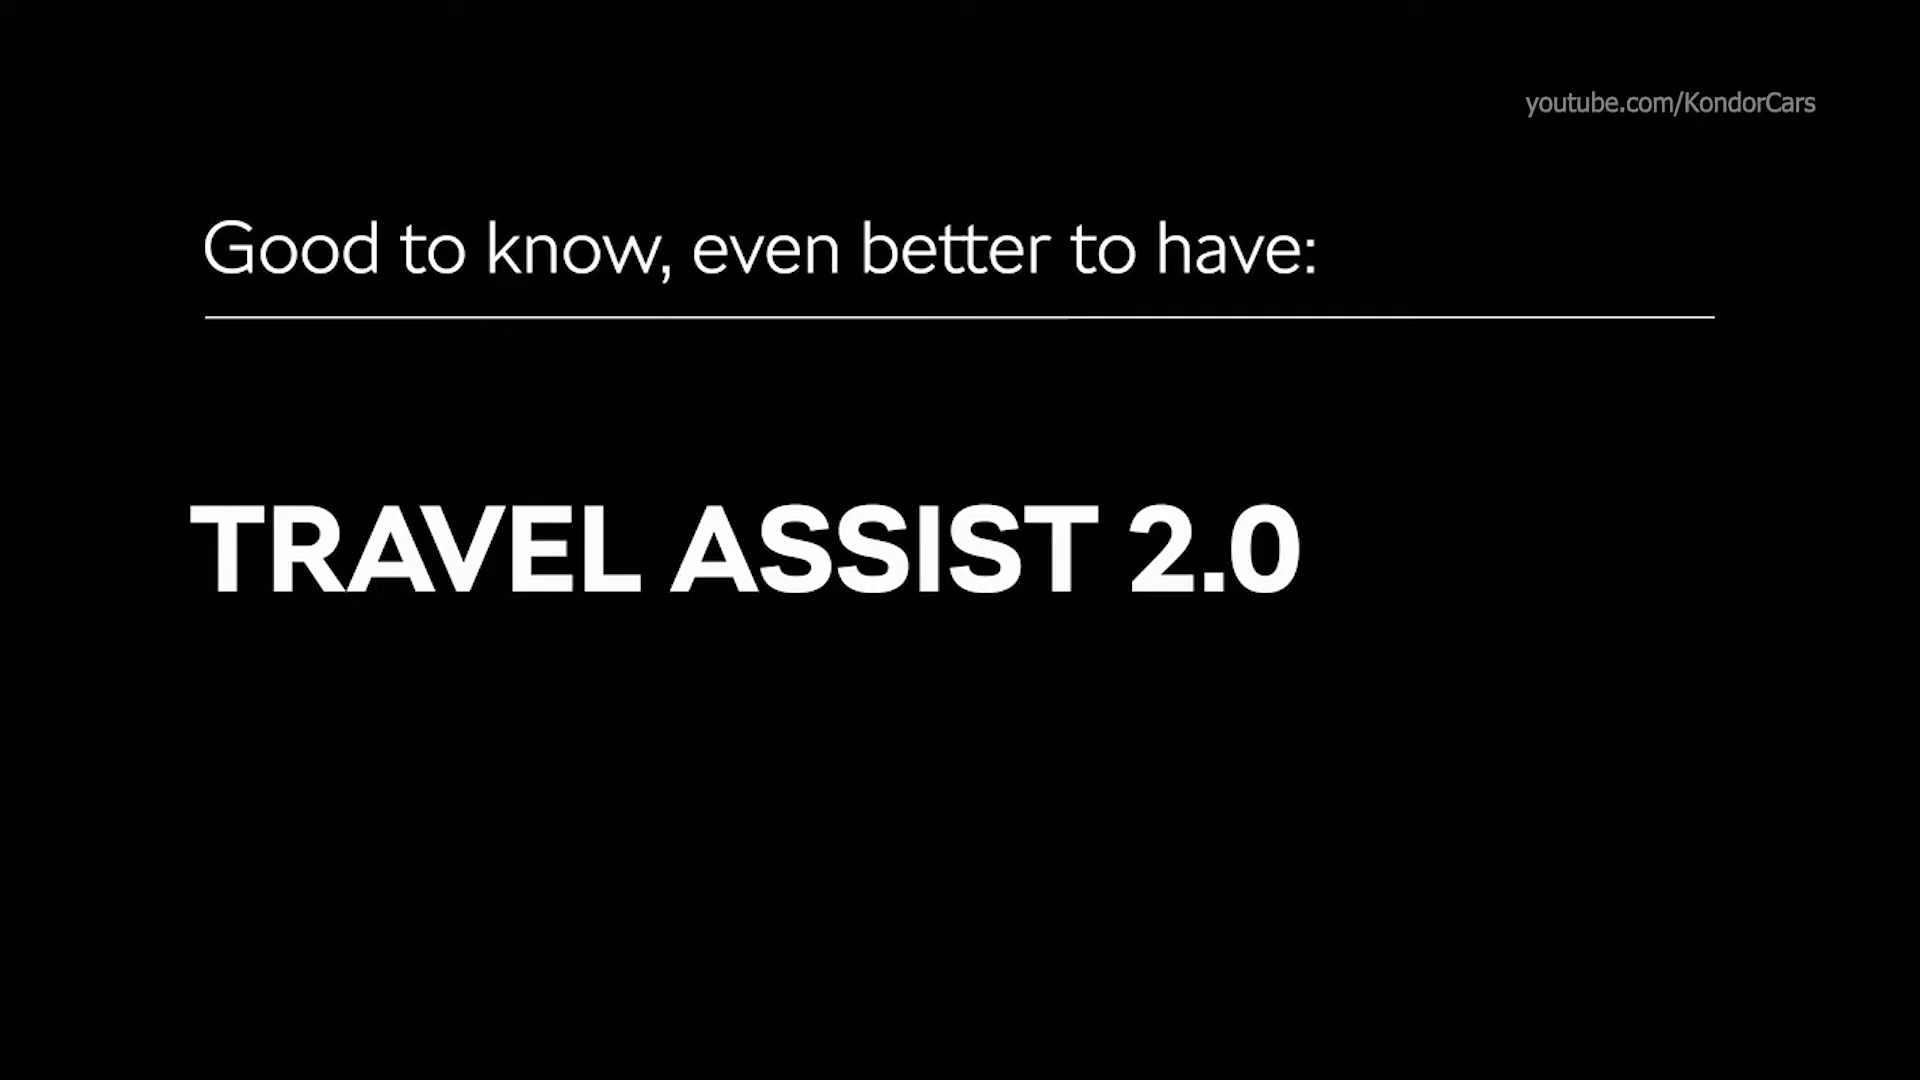 youtube.com/KondorCars
Good to know, even better to have:
TRAVEL ASSIST 2.0